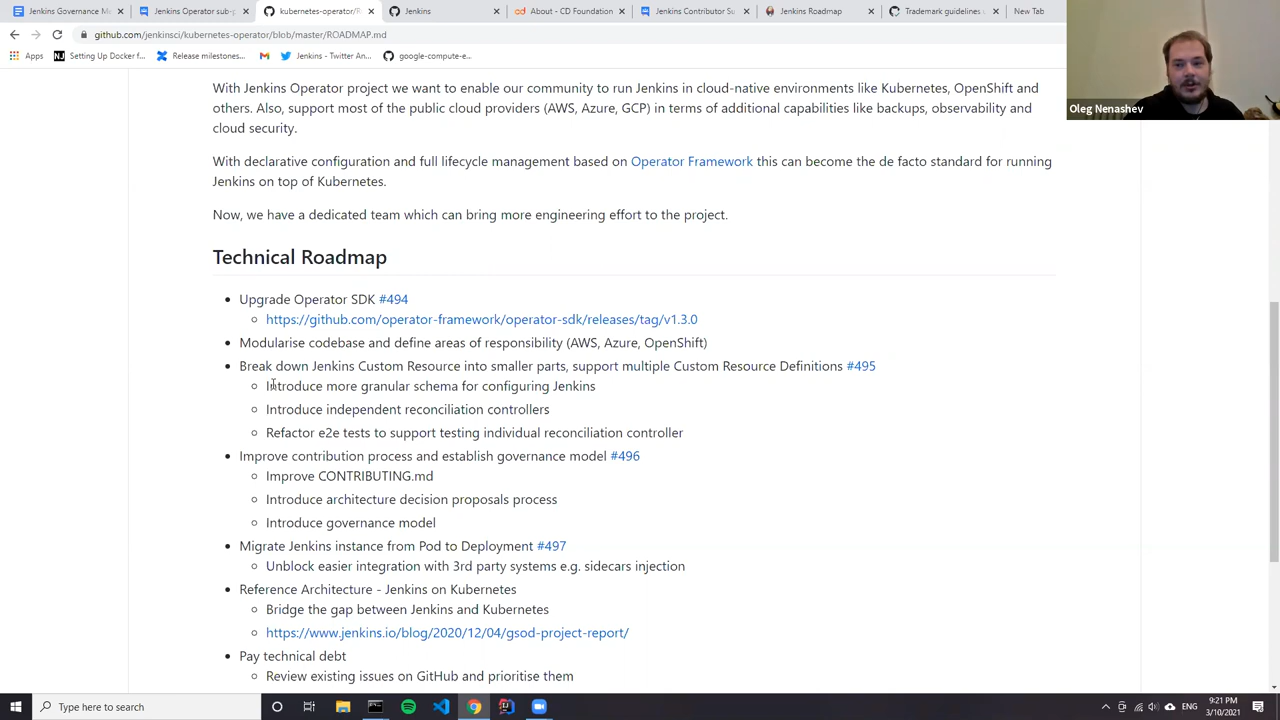 Jenkins Governance Me
Jenkins Operator sub-p
kubernetes-operator/R
Jenkins
About - CD Foundation
Jenkins Contributor Su
Jenkins Roadmap
Trademark guidelines
New Tab
github.com/jenkinsci/kubernetes-operator/blob/master/ROADMAP.md
Apps
Setting Up Docker f...
Release milestones...
Jenkins - Twitter An...
google-compute-e...
Oleg Nenashev
With Jenkins Operator project we want to enable our community to run Jenkins in cloud-native environments like Kubernetes, OpenShift and
others. Also, support most of the public cloud providers (AWS, Azure, GCP) in terms of additional capabilities like backups, observability and
cloud security.
With declarative configuration and full lifecycle management based on Operator Framework this can become the de facto standard for running
Jenkins on top of Kubernetes.
Now, we have a dedicated team which can bring more engineering effort to the project.
Technical Roadmap
Upgrade Operator SDK #494
https://github.com/operator-framework/operator-sdk/releases/tag/v1.3.0
Modularise codebase and define areas of responsibility (AWS, Azure, OpenShift)
Break down Jenkins Custom Resource into smaller parts, support multiple Custom Resource Definitions #495
Introduce more granular schema for configuring Jenkins
Introduce independent reconciliation controllers
Refactor e2e tests to support testing individual reconciliation controller
Improve contribution process and establish governance model #496
Improve CONTRIBUTING.md
Introduce architecture decision proposals process
Introduce governance model
Migrate Jenkins instance from Pod to Deployment #497
Unblock easier integration with 3rd party systems e.g. sidecars injection
Reference Architecture - Jenkins on Kubernetes
Bridge the gap between Jenkins and Kubernetes
https://www.jenkins.io/blog/2020/12/04/gsod-project-report/
Pay technical debt
Review existing issues on GitHub and prioritise them
Type here to search
ENG
9:21 PM
3/10/2021